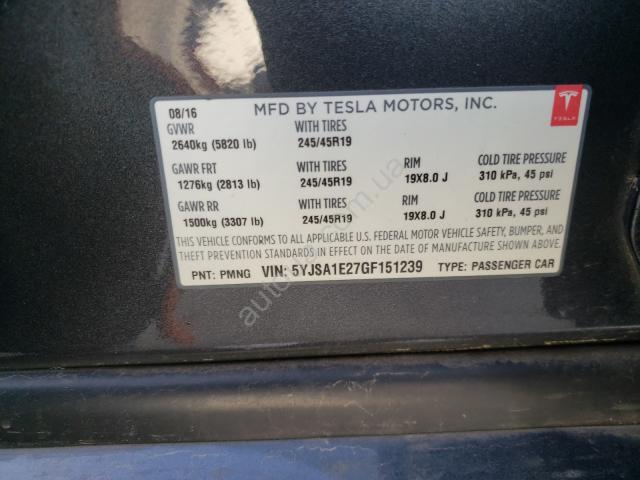 08/16 MFD BY TESLA MOTORS, INC.
TESLA
GVWR WITH TIRES
2640kg (5820 lb) 245/45R19
GAWR FRT WITH TIRES RIM COLD TIRE PRESSURE
1276kg (2813 lb) 245/45R19 19X8.0 J 310 kPa, 45 psi
GAWR RR WITH TIRES RIM COLD TIRE PRESSURE
1500kg (3307 lb) 245/45R19 19X8.0 J 310 kPa, 45 psi
THIS VEHICLE CONFORMS TO ALL APPLICABLE U.S. FEDERAL MOTOR VEHICLE SAFETY, BUMPER, AND
THEFT PREVENTION STANDARDS IN EFFECT ON THE DATE OF MANUFACTURE SHOWN ABOVE.
PNT: PMNG VIN: 5YJSA1E27GF151239 TYPE: PASSENGER CAR